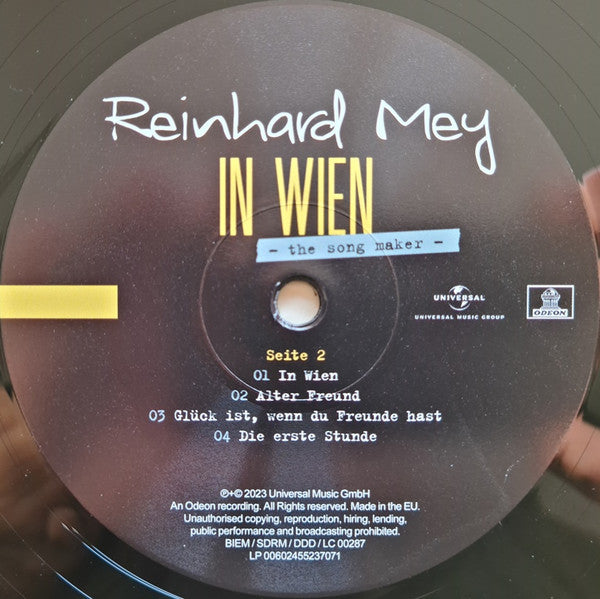 Reinhard Mey
IN WIEN
- the song maker -
UNIVERSAL
UNIVERSAL MUSIC GROUP
ODEON
Seite 2
01 In Wien
02 Alter Freund
03 Glück ist, wenn du Freunde hast
04 Die erste Stunde
℗+© 2023 Universal Music GmbH
An Odeon recording. All Rights reserved. Made in the EU.
Unauthorised copying, reproduction, hiring, lending,
public performance and broadcasting prohibited.
BIEM / SDRM / DDD / LC 00287
LP 00602455237071